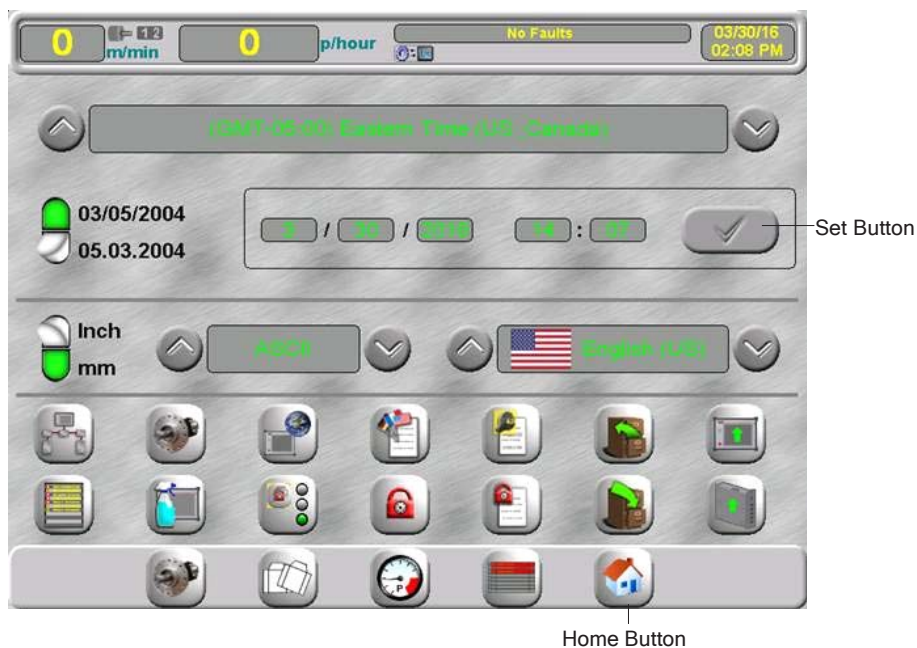 0 12 m/min 0 p/hour No Faults 03/30/16
02:08 PM
(GMT-05:00) Eastern Time (US, Canada)
03/05/2004
05.03.2004
3 / 30 / 2016 14 : 07
Set Button
Inch
mm
ASCII
English (US)
P
Home Button